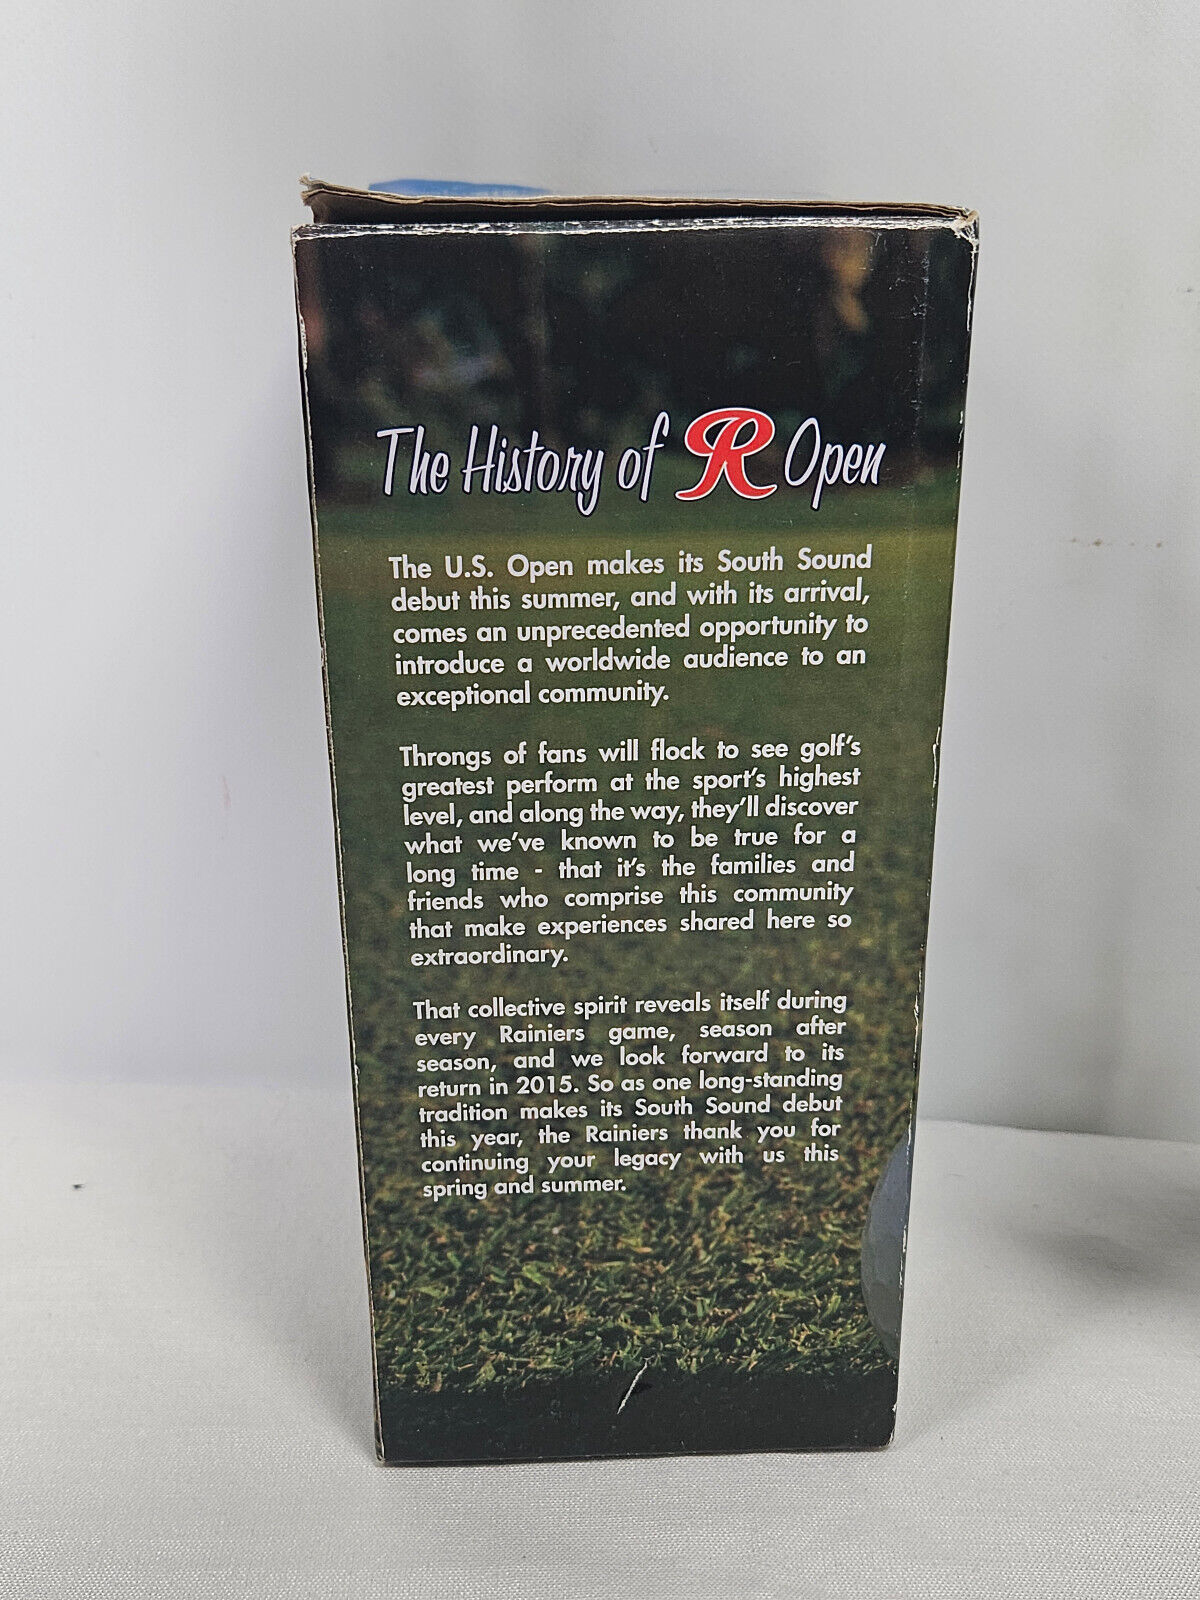 The History of R Open
The U.S. Open makes its South Sound
debut this summer, and with its arrival,
comes an unprecedented opportunity to
introduce a worldwide audience to an
exceptional community.
Throngs of fans will flock to see golf's
greatest perform at the sport's highest
level, and along the way, they'll discover
what we've known to be true for a
long time - that it's the families and
friends who comprise this community
that make experiences shared here so
extraordinary.
That collective spirit reveals itself during
every Rainiers game, season after
season, and we look forward to its
return in 2015. So as one long-standing
tradition makes its South Sound debut
this year, the Rainiers thank you for
continuing your legacy with us this
spring and summer.